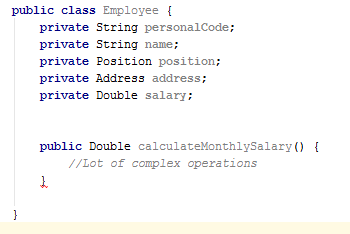 public class Employee {
    private String personalCode;
    private String name;
    private Position position;
    private Address address;
    private Double salary;
    public Double calculateMonthlySalary() {
        //Lot of complex operations
    }
}